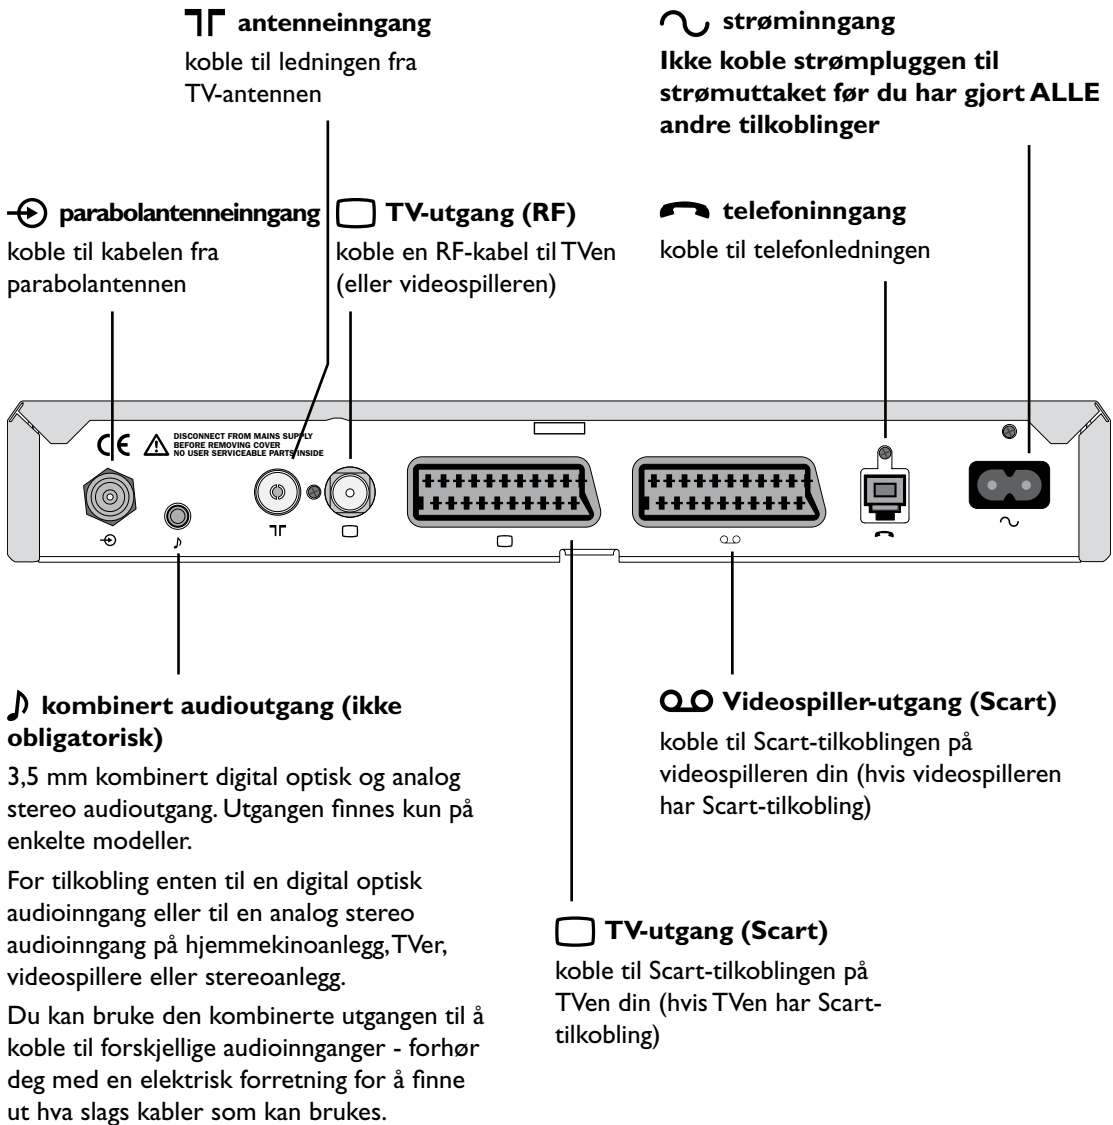 antenneinngang
koble til ledningen fra
TV-antennen
strøminngang
Ikke koble strømpluggen til
strømuttaket før du har gjort ALLE
andre tilkoblinger
parabolantenneinngang
koble til kabelen fra
parabolantennen
TV-utgang (RF)
koble en RF-kabel til TVen
(eller videospilleren)
telefoninngang
koble til telefonledningen
CE
DISCONNECT FROM MAINS SUPPLY
BEFORE REMOVING COVER
NO USER SERVICEABLE PARTS INSIDE
kombinert audioutgang (ikke
obligatorisk)
3,5 mm kombinert digital optisk og analog
stereo audioutgang. Utgangen finnes kun på
enkelte modeller.
For tilkobling enten til en digital optisk
audioinngang eller til en analog stereo
audioinngang på hjemmekinoanlegg, TVer,
videospillere eller stereoanlegg.
Du kan bruke den kombinerte utgangen til å
koble til forskjellige audioinnganger - forhør
deg med en elektrisk forretning for å finne
ut hva slags kabler som kan brukes.
Videospiller-utgang (Scart)
koble til Scart-tilkoblingen på
videospilleren din (hvis videospilleren
har Scart-tilkobling)
TV-utgang (Scart)
koble til Scart-tilkoblingen på
TVen din (hvis TVen har Scart-
tilkobling)